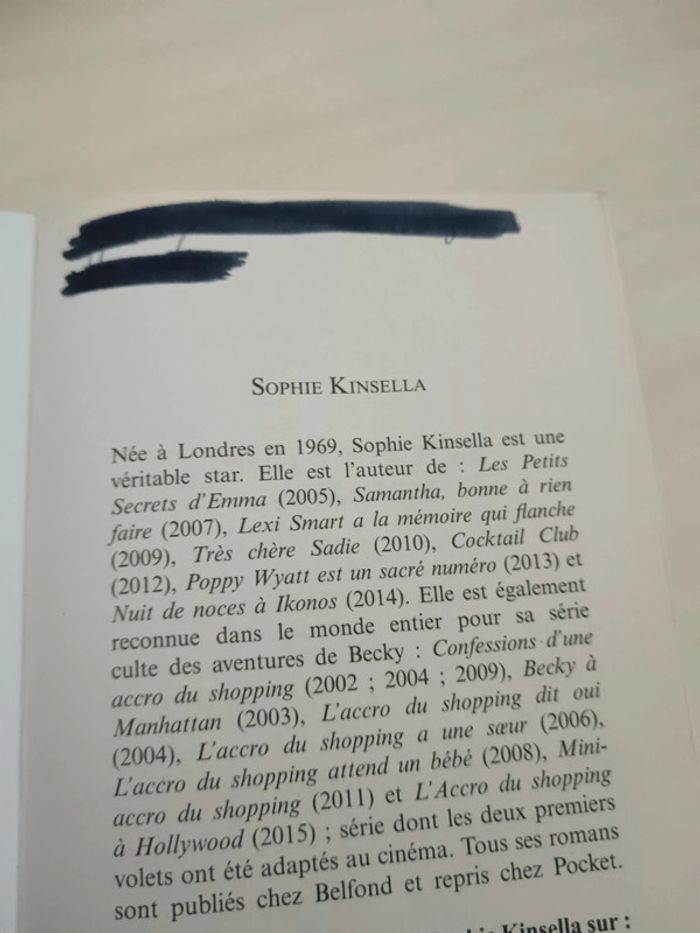 SOPHIE KINSELLA
Née à Londres en 1969, Sophie Kinsella est une
véritable star. Elle est l'auteur de : Les Petits
Secrets d'Emma (2005), Samantha, bonne à rien
faire (2007), Lexi Smart a la mémoire qui flanche
(2009), Très chère Sadie (2010), Cocktail Club
(2012), Poppy Wyatt est un sacré numéro (2013) et
Nuit de noces à Ikonos (2014). Elle est également
reconnue dans le monde entier pour sa série
culte des aventures de Becky : Confessions d'une
accro du shopping (2002 ; 2004 ; 2009), Becky à
Manhattan (2003), L'accro du shopping dit oui
(2004), L'accro du shopping a une sœur (2006),
L'accro du shopping attend un bébé (2008), Mini-
accro du shopping (2011) et L'Accro du shopping
à Hollywood (2015) ; série dont les deux premiers
volets ont été adaptés au cinéma. Tous ses romans
sont publiés chez Belfond et repris chez Pocket.
Kinsella sur :